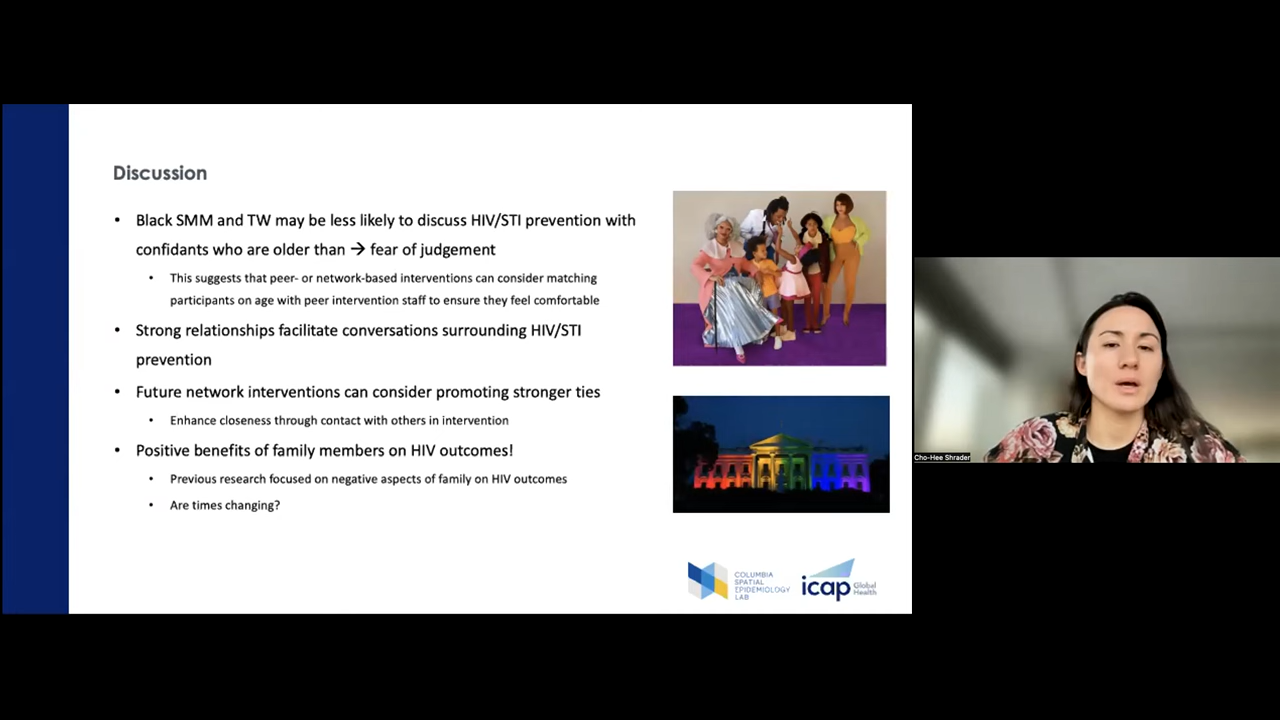 Discussion
• Black SMM and TW may be less likely to discuss HIV/STI prevention with
confidants who are older than → fear of judgement
• This suggests that peer- or network-based interventions can consider matching
participants on age with peer intervention staff to ensure they feel comfortable
• Strong relationships facilitate conversations surrounding HIV/STI
prevention
• Future network interventions can consider promoting stronger ties
• Enhance closeness through contact with others in intervention
• Positive benefits of family members on HIV outcomes!
• Previous research focused on negative aspects of family on HIV outcomes
• Are times changing?
COLUMBIA
SPATIAL
EPIDEMIOLOGY
LAB
icap Global
Health
Cho-Hee Shrader